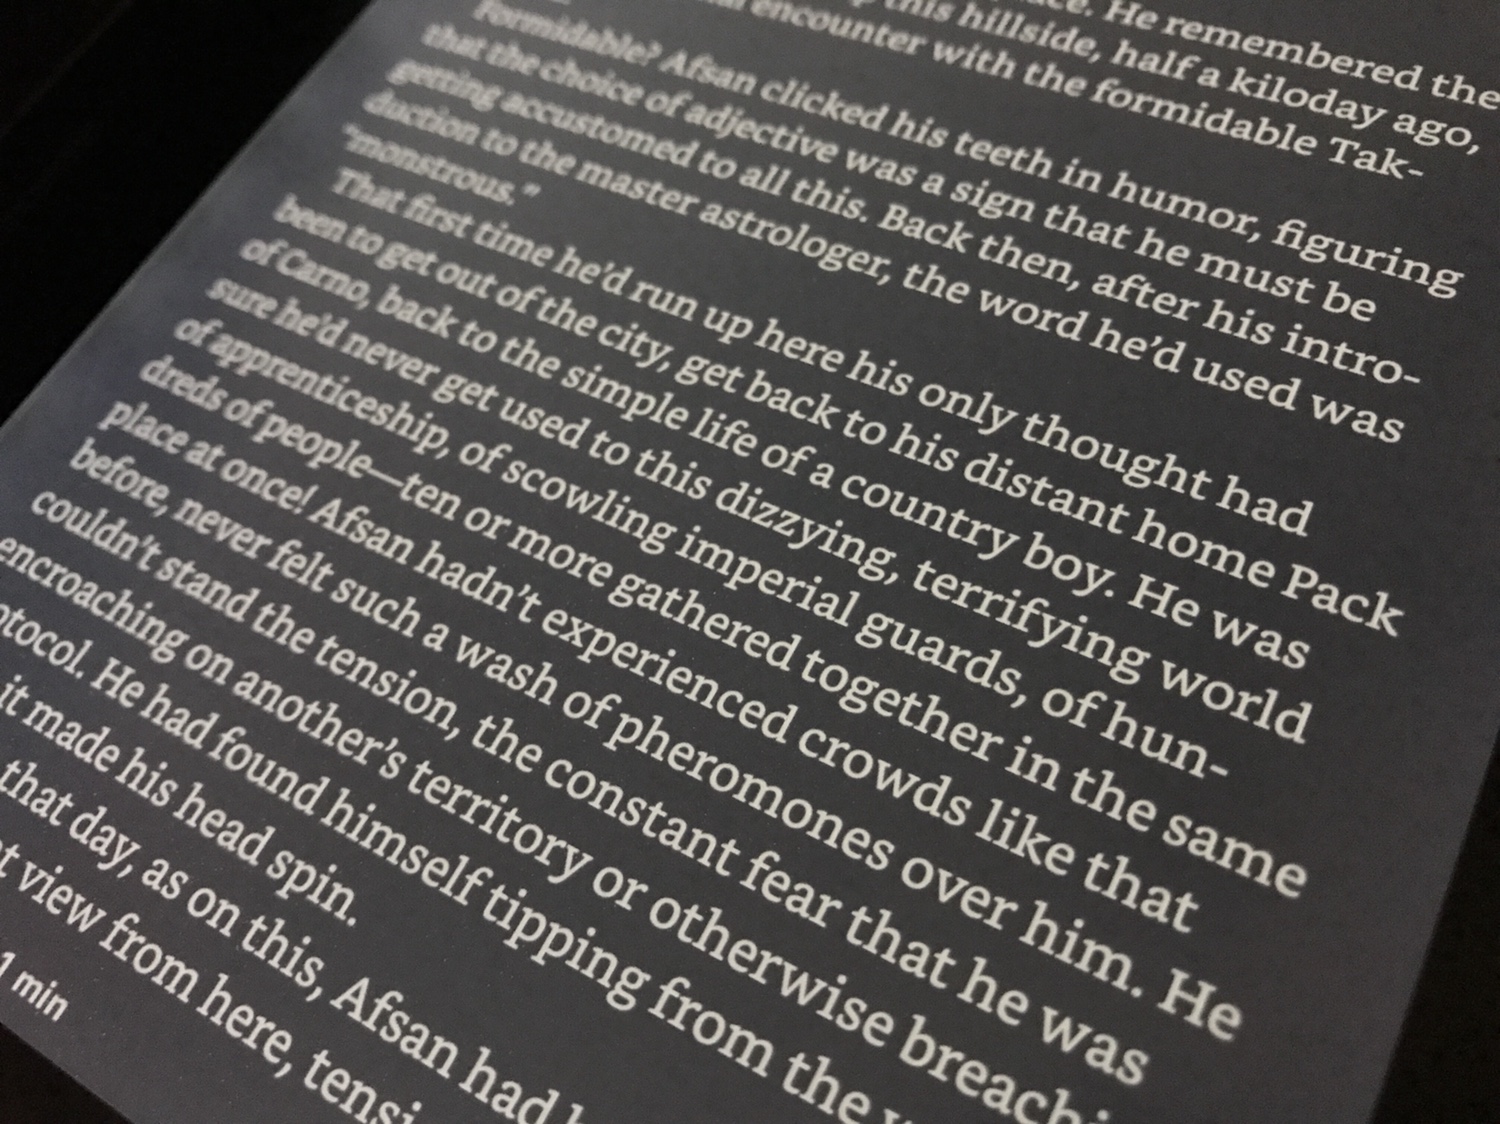 He remembered the
this hillside, half a kiloday ago,
encounter with the formidable Tak-
Formidable? Afsan clicked his teeth in humor, figuring
that the choice of adjective was a sign that he must be
getting accustomed to all this. Back then, after his intro-
duction to the master astrologer, the word he'd used was
"monstrous."
That first time he'd run up here his only thought had
been to get out of the city, get back to his distant home Pack
of Carno, back to the simple life of a country boy. He was
sure he'd never get used to this dizzying, terrifying world
of apprenticeship, of scowling imperial guards, of hun-
dreds of people—ten or more gathered together in the same
place at once! Afsan hadn't experienced crowds like that
before, never felt such a wash of pheromones over him. He
couldn't stand the tension, the constant fear that he was
encroaching on another's territory or otherwise breachi
otocol. He had found himself tipping from the
it made his head spin.
that day, as on this, Afsan had
view from here, tensi
1 min